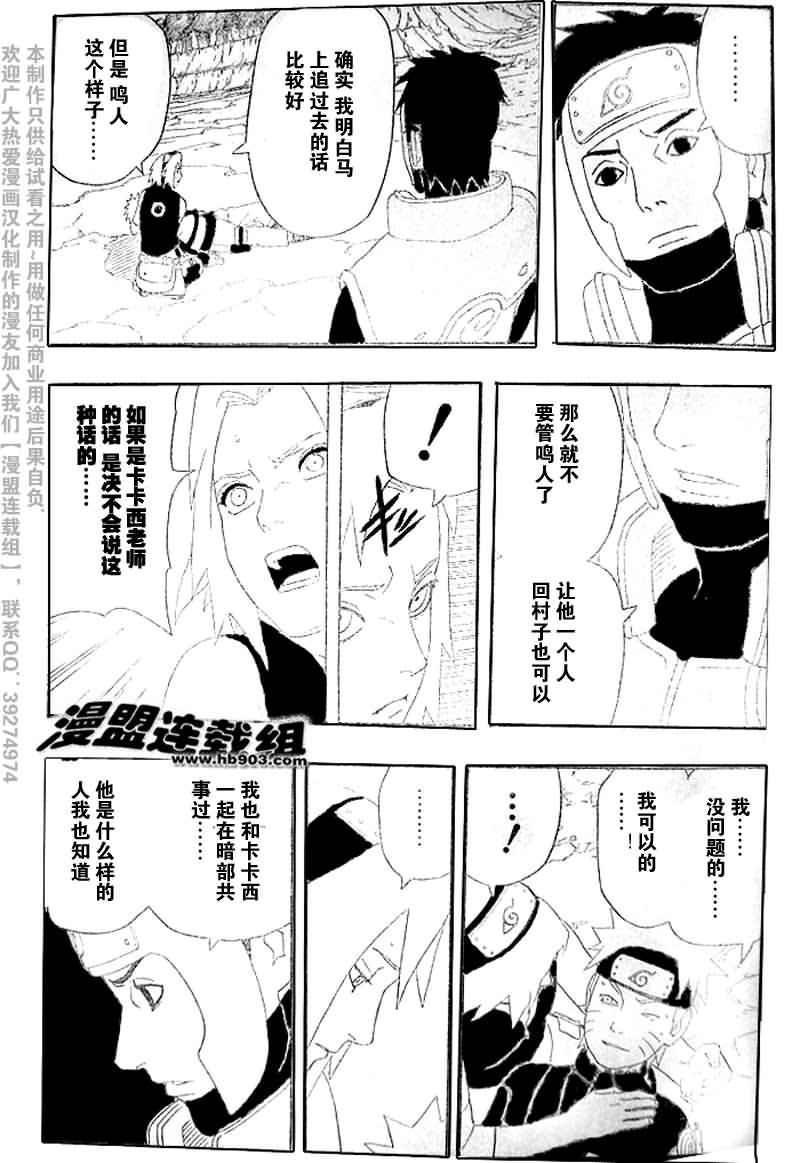 ………
确实 我明白马
上追过去的话
比较好
但是 鸣人
这个样子……
那么就不
要管鸣人了
让他一个人
回村子也可以
！
如果是卡卡西老师
的话 是决不会说这
种话的……
我……
没问题的……
我可以的
……！
…！
……
我也和卡卡西
一起在暗部共
事过……
他是什么样的
人我也知道
漫盟连载组
www.hb903.com
本制作只供给试看之用~用做任何商业用途后果自负.
欢迎广大热爱漫画汉化制作的漫友加入我们【漫盟连载组】，联系QQ：39274974